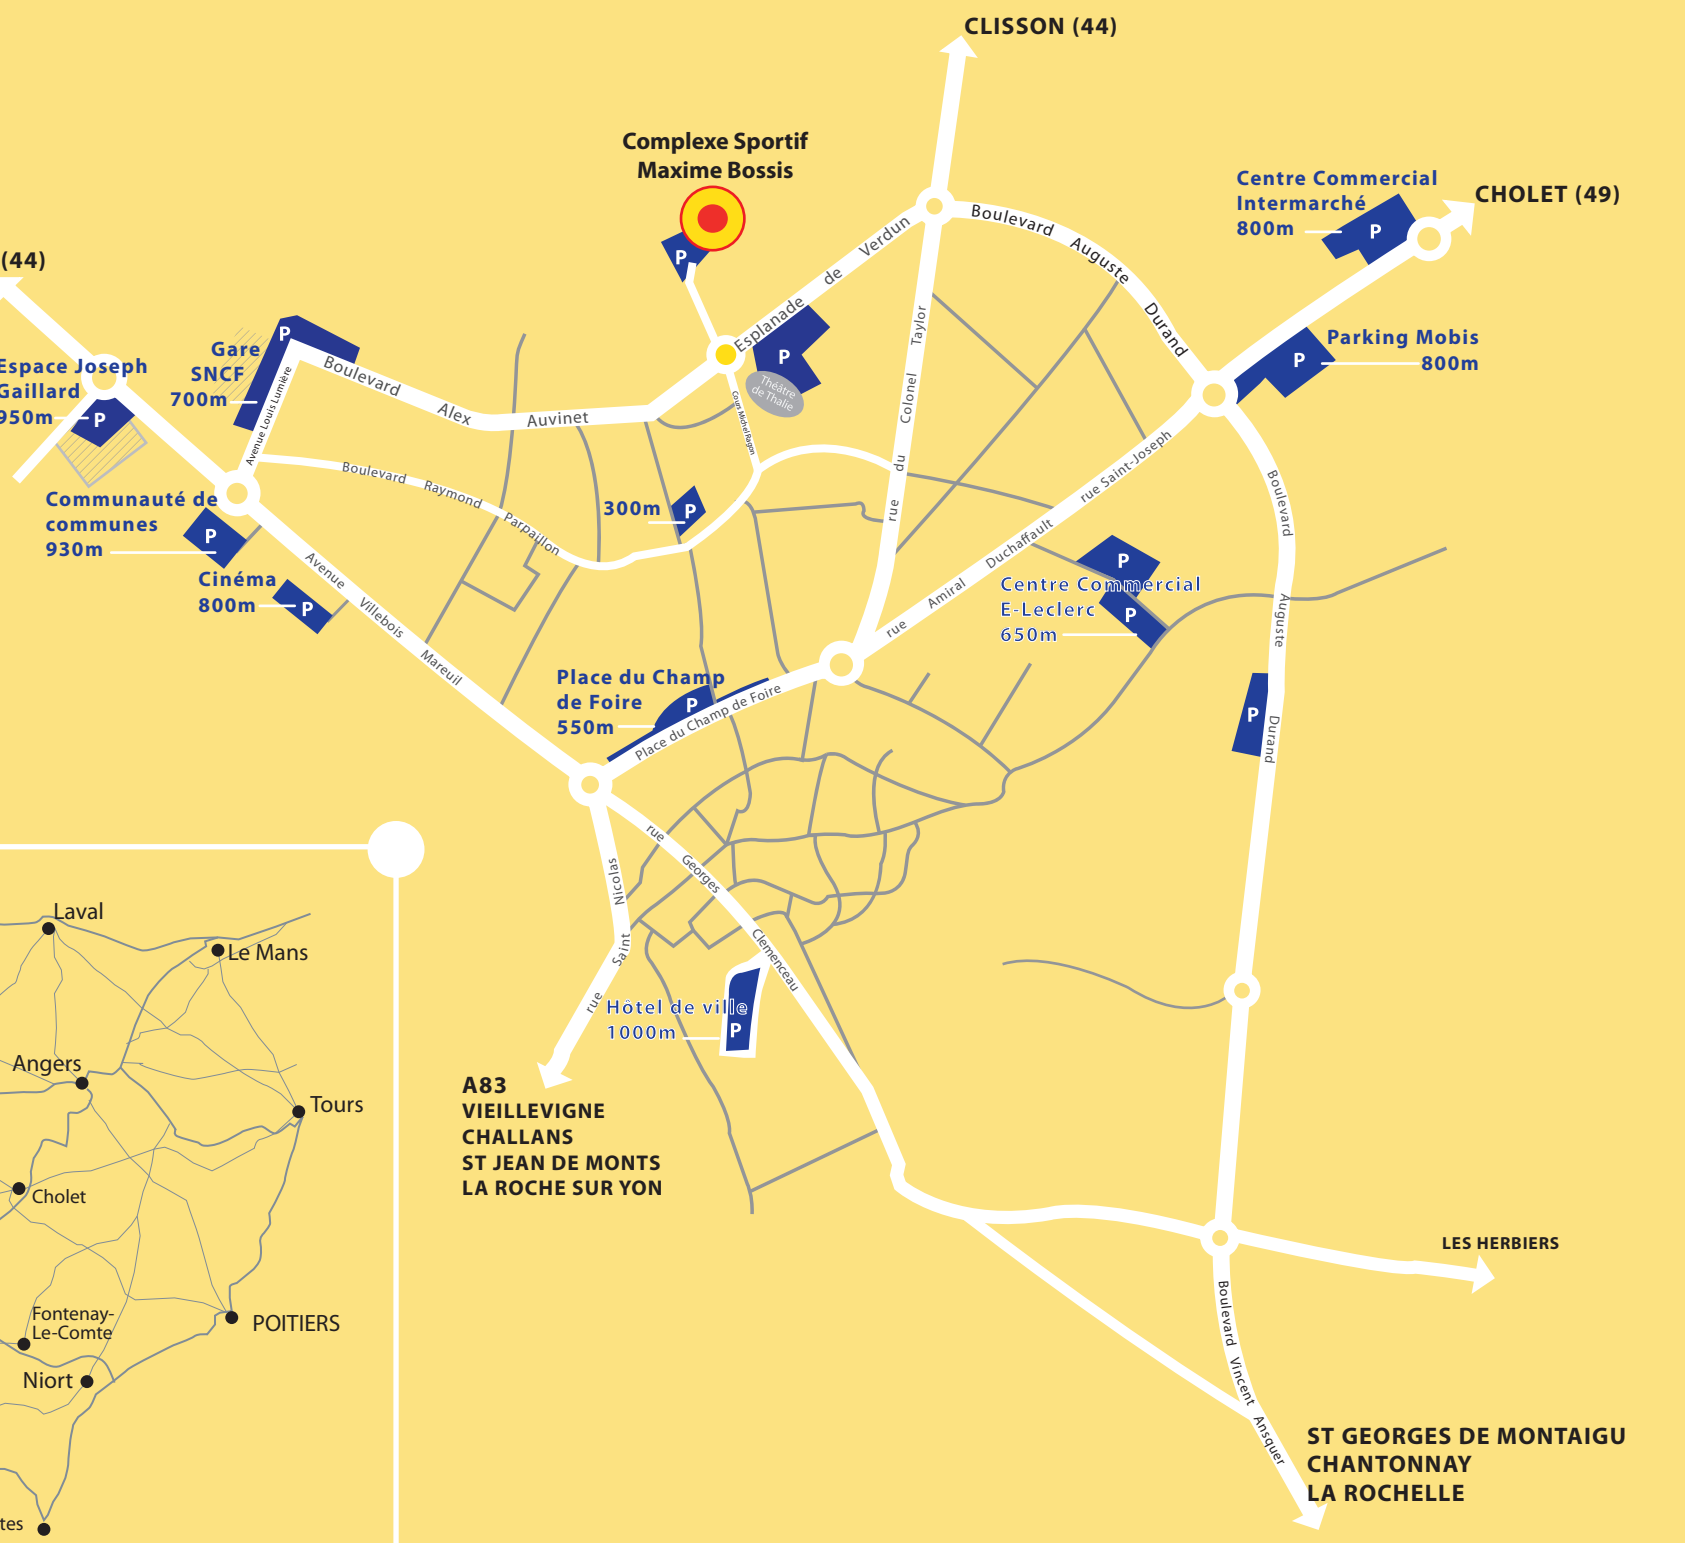 CLISSON (44)
Complexe Sportif
Maxime Bossis
P
Centre Commercial
Intermarché
800m
P
CHOLET (49)
(44)
Espace Joseph
Gaillard
950m
P
Gare
SNCF
700m
P
Avenue Louis Lumière
Boulevard Alex Auvinet
Esplanade de Verdun
P
Théâtre
de Thalie
Cours Michel Ragon
Boulevard Auguste Durand
rue du Colonel Taylor
Parking Mobis
800m
P
Boulevard Raymond Parpaillon
300m
P
Communauté de
communes
930m
P
Cinéma
800m
P
Avenue Villebois Mareuil
rue Amiral Duchaffault
rue Saint-Joseph
P
Centre Commercial
E-Leclerc
650m
P
Boulevard Auguste Durand
P
Place du Champ
de Foire
550m
P
Place du Champ de Foire
rue Georges Clemenceau
rue Saint Nicolas
Hôtel de ville
1000m
P
A83
VIEILLEVIGNE
CHALLANS
ST JEAN DE MONTS
LA ROCHE SUR YON
LES HERBIERS
Boulevard Vincent Ansquer
ST GEORGES DE MONTAIGU
CHANTONNAY
LA ROCHELLE
Laval
Le Mans
Angers
Tours
Cholet
Fontenay-
Le-Comte
POITIERS
Niort
tes